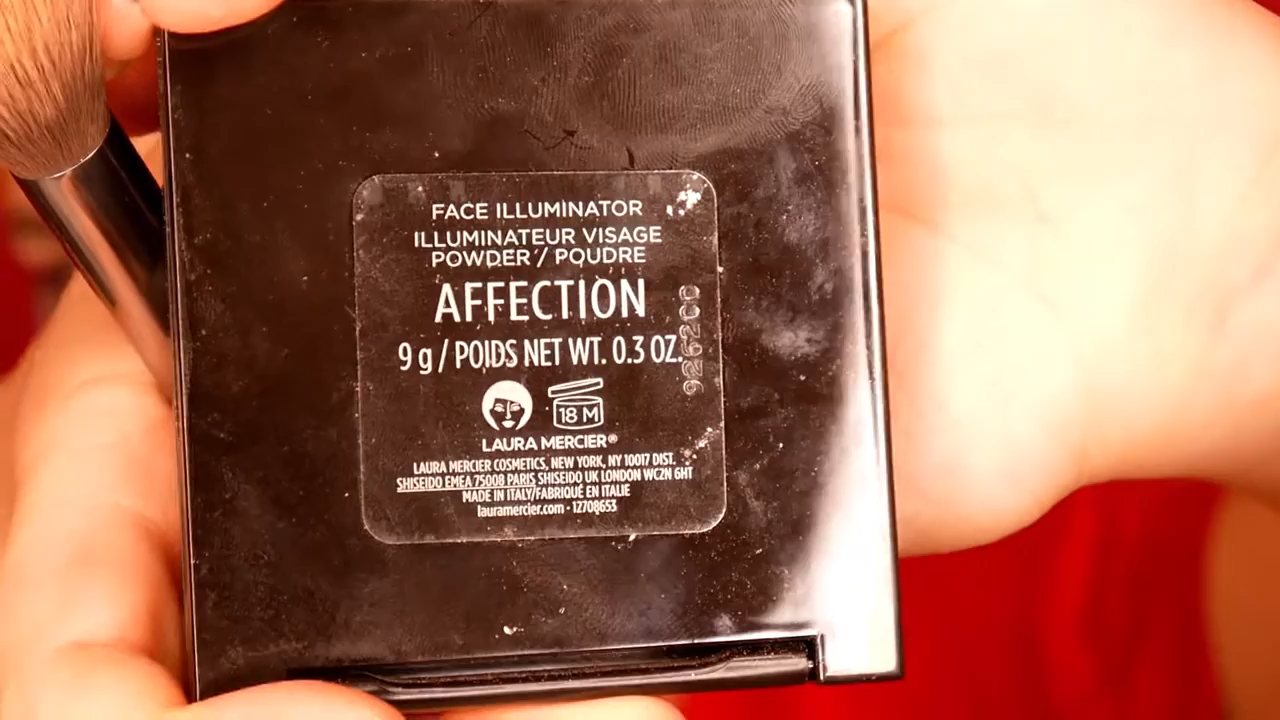 FACE ILLUMINATOR
ILLUMINATEUR VISAGE
POWDER / POUDRE
AFFECTION
9 g / POIDS NET WT. 0.3 OZ.
18 M
LAURA MERCIER®
LAURA MERCIER COSMETICS, NEW YORK, NY 10017 DIST.
SHISEIDO EMEA 75008 PARIS SHISEIDO UK LONDON WC2N 6HT
MADE IN ITALY/FABRIQUÉ EN ITALIE
lauramercier.com - 12708653